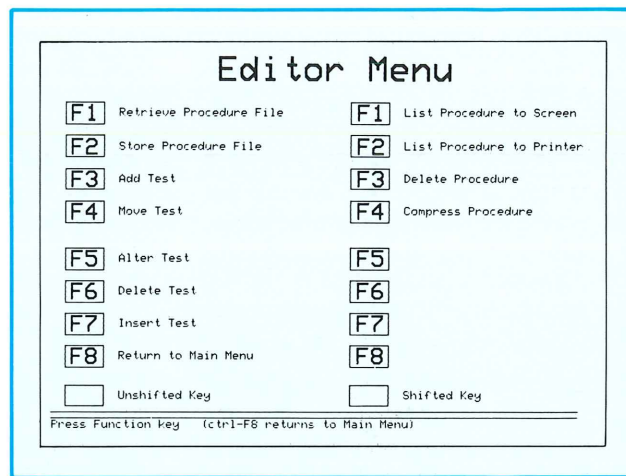 Editor Menu
F1 Retrieve Procedure File F1 List Procedure to Screen
F2 Store Procedure File F2 List Procedure to Printer
F3 Add Test F3 Delete Procedure
F4 Move Test F4 Compress Procedure
F5 Alter Test F5
F6 Delete Test F6
F7 Insert Test F7
F8 Return to Main Menu F8
Unshifted Key Shifted Key
Press Function key (ctrl-F8 returns to Main Menu)